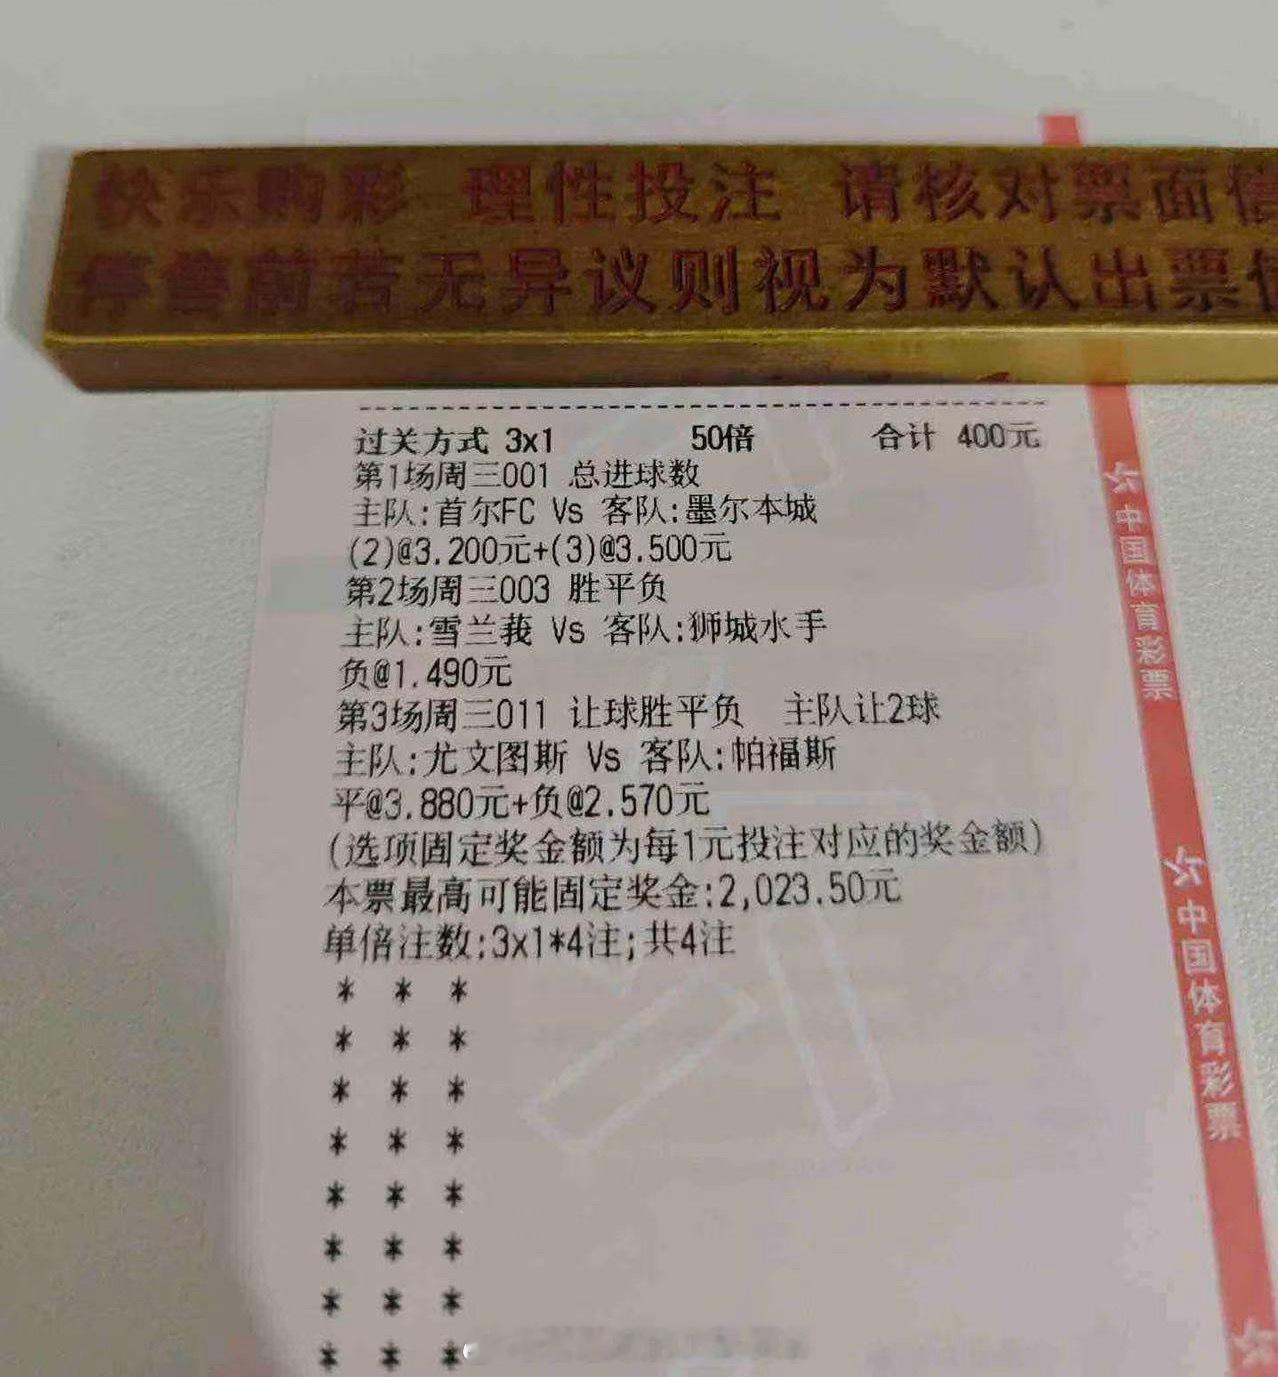 快乐购彩 理性投注 请核对票面信
停售前若无异议则视为默认出票信
过关方式 3x1 50倍 合计 400元
第1场周三001 总进球数
主队:首尔FC Vs 客队:墨尔本城
(2)@3.200元+(3)@3.500元
第2场周三003 胜平负
主队:雪兰莪 Vs 客队:狮城水手
负@1.490元
第3场周三011 让球胜平负 主队让2球
主队:尤文图斯 Vs 客队:帕福斯
平@3.880元+负@2.570元
(选项固定奖金额为每1元投注对应的奖金额)
本票最高可能固定奖金:2,023.50元
单倍注数:3x1*4注;共4注
* * *
* * *
* * *
* * *
* * *
* * *
* * *
* * *
中国体育彩票
中国体育彩票